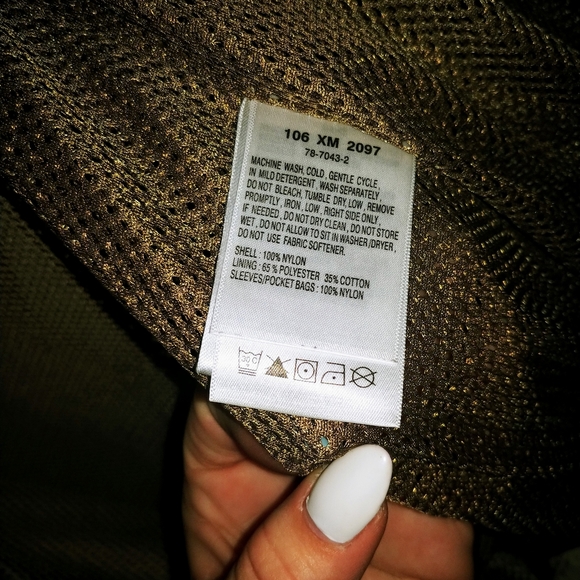 106 XM 2097
78-7043-2
MACHINE WASH, COLD, GENTLE CYCLE,
IN MILD DETERGENT, WASH SEPARATELY,
DO NOT BLEACH, TUMBLE DRY, LOW, REMOVE
PROMPTLY, IRON, LOW, RIGHT SIDE ONLY,
IF NEEDED, DO NOT DRY CLEAN, DO NOT STORE
WET, DO NOT ALLOW TO SIT IN WASHER/DRYER,
DO NOT USE FABRIC SOFTENER.
SHELL : 100% NYLON
LINING : 65% POLYESTER 35% COTTON
SLEEVES/POCKET BAGS : 100% NYLON
30 C